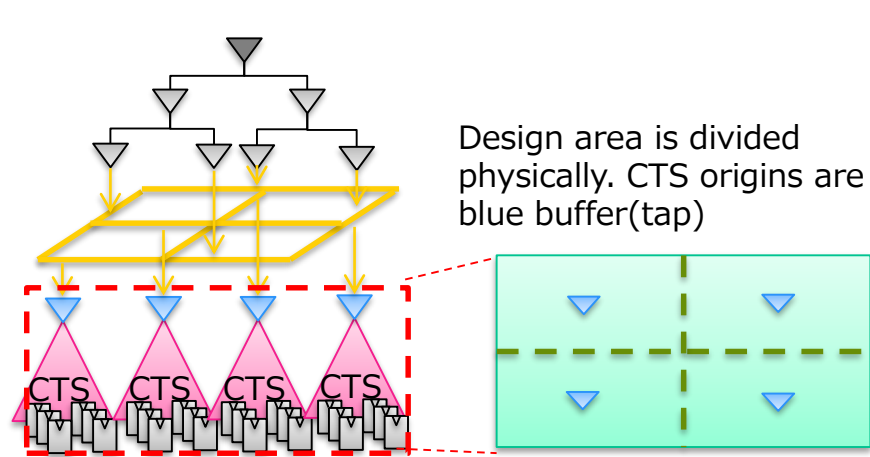 Design area is divided
physically. CTS origins are
blue buffer(tap)
CTS CTS CTS CTS